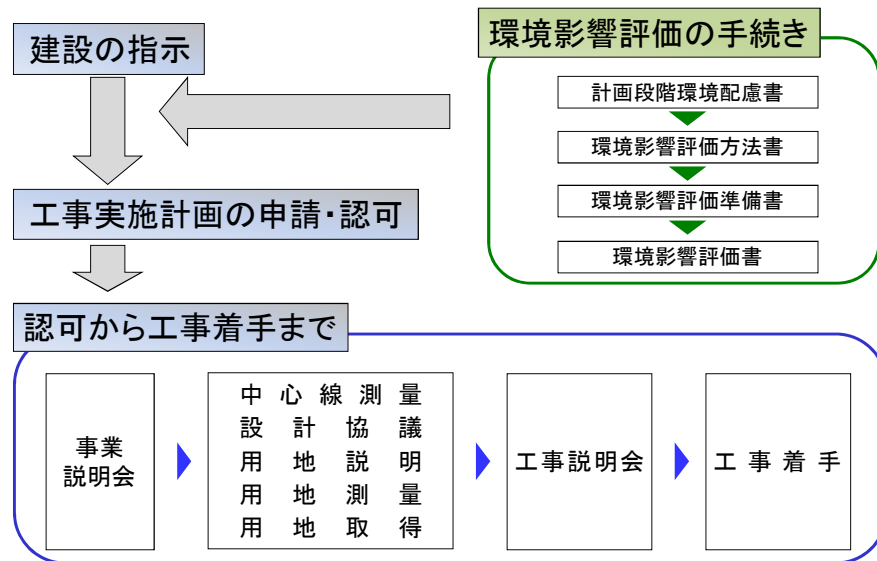 建設の指示
環境影響評価の手続き
計画段階環境配慮書
環境影響評価方法書
環境影響評価準備書
環境影響評価書
工事実施計画の申請・認可
認可から工事着手まで
事業
説明会
中心線測量
設計協議
用地説明
用地測量
用地取得
工事説明会
工事着手